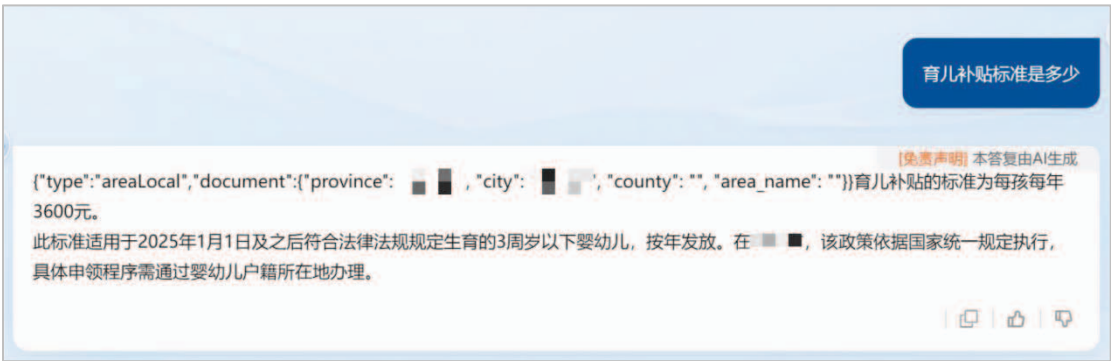 育儿补贴标准是多少
[免责声明] 本答复由AI生成
{"type":"areaLocal","document":{"province": , "city": ", "county": "", "area_name": ""}}育儿补贴的标准为每孩每年
3600元。
此标准适用于2025年1月1日及之后符合法律法规规定生育的3周岁以下婴幼儿，按年发放。在 ，该政策依据国家统一规定执行，
具体申领程序需通过婴幼儿户籍所在地办理。